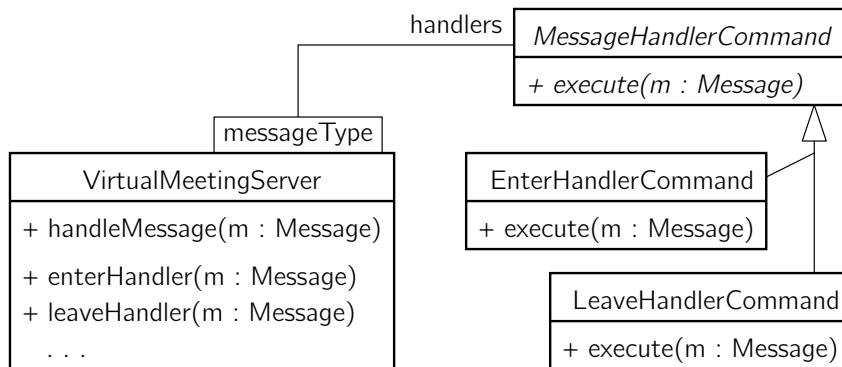 handlers
MessageHandlerCommand
+ execute(m : Message)
messageType
VirtualMeetingServer
+ handleMessage(m : Message)
+ enterHandler(m : Message)
+ leaveHandler(m : Message)
. . .
EnterHandlerCommand
+ execute(m : Message)
LeaveHandlerCommand
+ execute(m : Message)